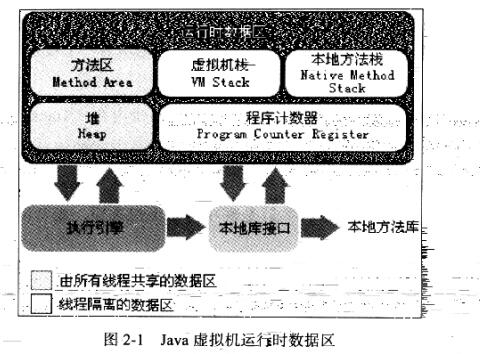 运行时数据区
方法区
Method Area
虚拟机栈
VM Stack
本地方法栈
Native Method
Stack
堆
Heap
程序计数器
Program Counter Register
执行引擎
本地库接口
本地方法库
由所有线程共享的数据区
线程隔离的数据区
图 2-1 Java 虚拟机运行时数据区